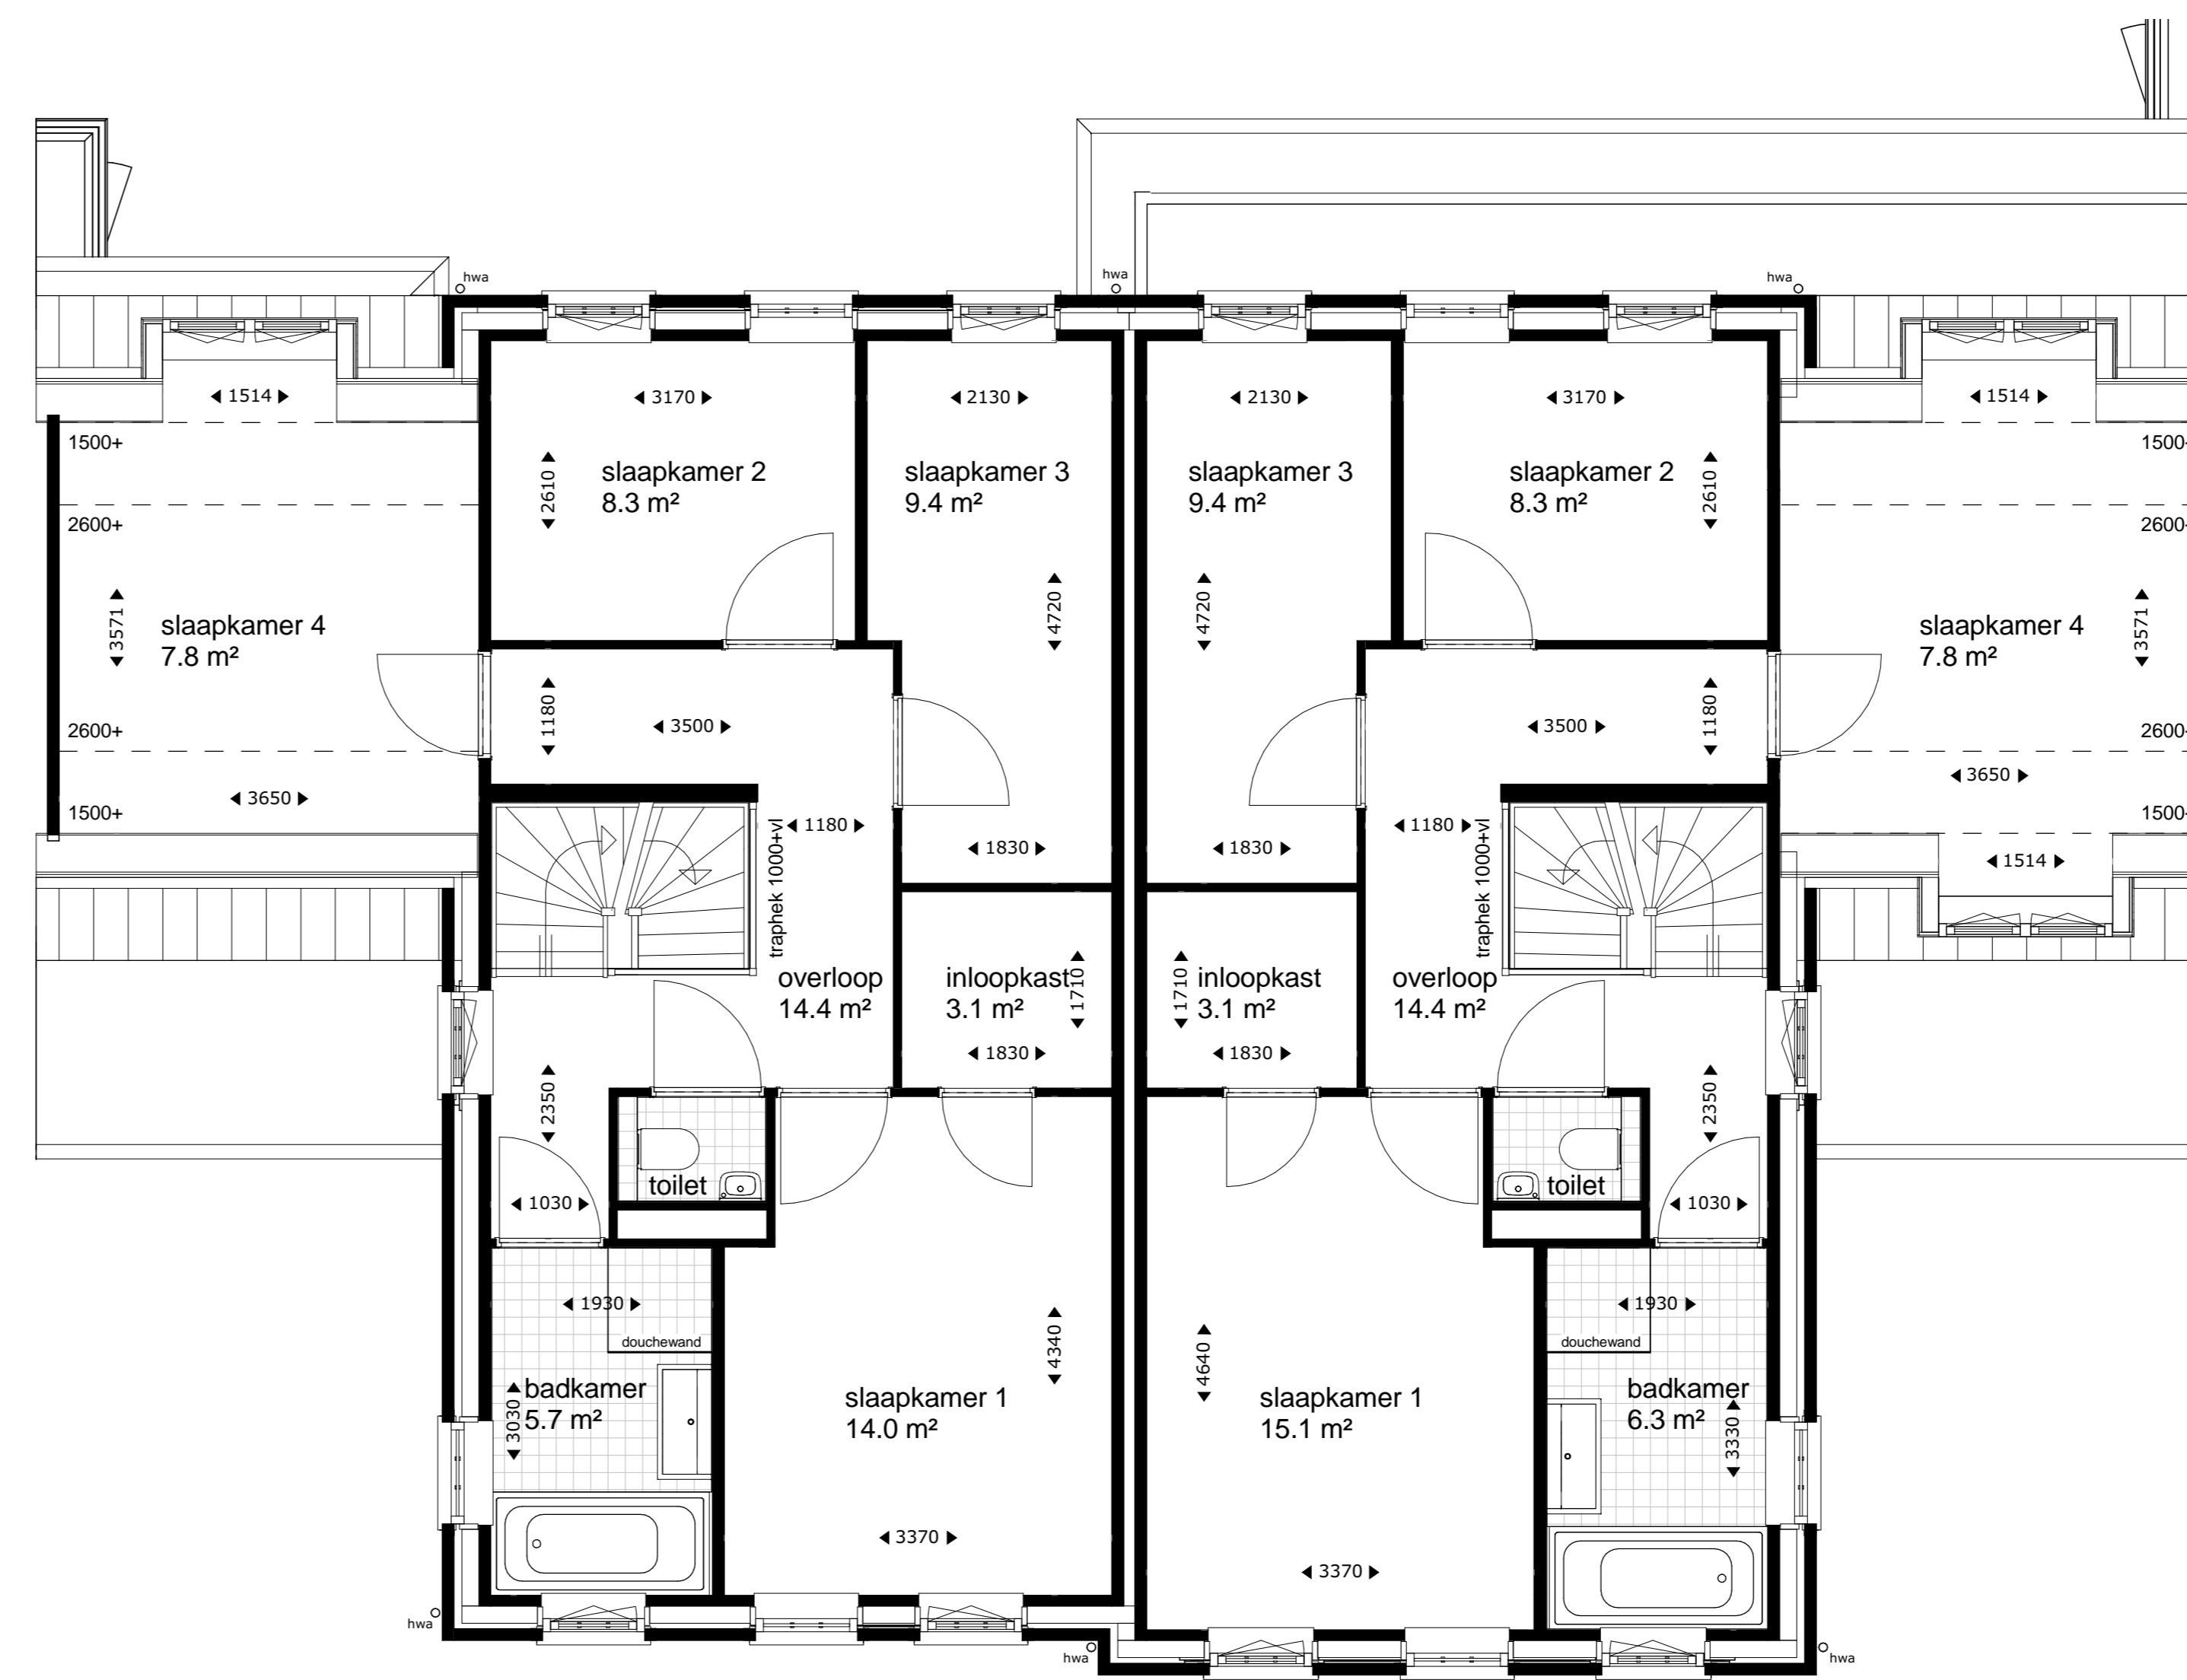 hwa
hwa
hwa
1514
3170
2130
2130
3170
1514
1500+
1500-
2610
slaapkamer 2
8.3 m²
slaapkamer 3
9.4 m²
slaapkamer 3
9.4 m²
slaapkamer 2
8.3 m²
2610
2600+
2600-
3571
slaapkamer 4
7.8 m²
4720
4720
slaapkamer 4
7.8 m²
3571
1180
3500
3500
1180
2600+
2600-
3650
3650
1500+
1500-
traphek 1000+vl
1180
1830
1830
1180
traphek 1000+vl
1514
overloop
14.4 m²
inloopkast
3.1 m²
1710
1710
inloopkast
3.1 m²
overloop
14.4 m²
1830
1830
2350
2350
toilet
toilet
1030
1030
1930
1930
douchewand
douchewand
4340
4640
badkamer
5.7 m²
3030
slaapkamer 1
14.0 m²
slaapkamer 1
15.1 m²
badkamer
6.3 m²
3330
3370
3370
hwa
hwa
hwa